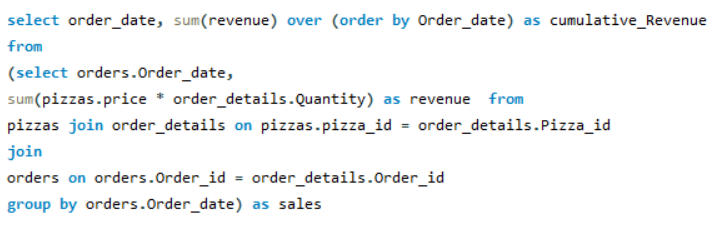 select order_date, sum(revenue) over (order by Order_date) as cumulative_Revenue
from
(select orders.Order_date,
sum(pizzas.price * order_details.Quantity) as revenue  from
pizzas join order_details on pizzas.pizza_id = order_details.Pizza_id
join
orders on orders.Order_id = order_details.Order_id
group by orders.Order_date) as sales